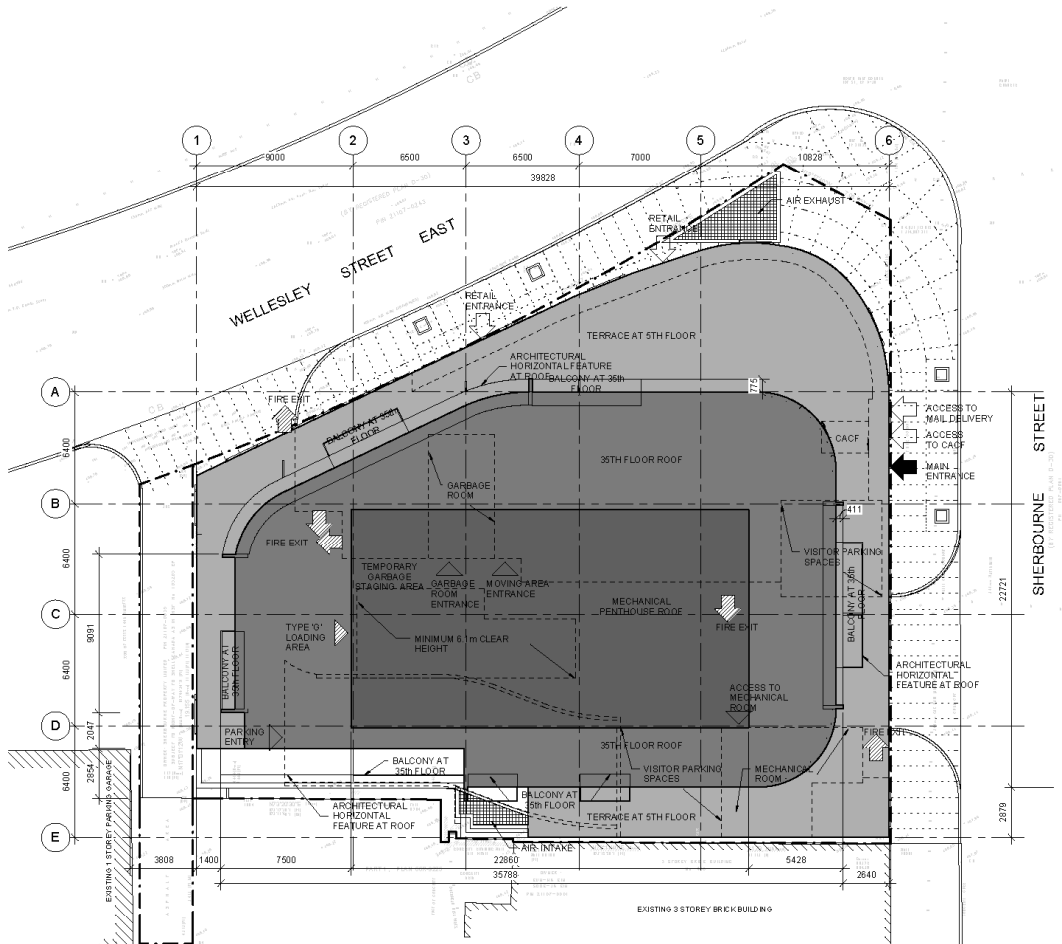 1
2
3
4
5
6
9000
6500
6500
7000
10828
39828
AIR EXHAUST
RETAIL
ENTRANCE
WELLESLEY STREET EAST
RETAIL
ENTRANCE
TERRACE AT 5TH FLOOR
ARCHITECTURAL
HORIZONTAL FEATURE
AT ROOF
BALCONY AT 35th
FLOOR
775
A
FIRE EXIT
BALCONY AT 35th
FLOOR
ACCESS TO
MAIL DELIVERY
ACCESS
TO CACF
CACF
MAIN
ENTRANCE
SHERBOURNE STREET
6400
35TH FLOOR ROOF
GARBAGE
ROOM
B
411
FIRE EXIT
VISITOR PARKING
SPACES
6400
TEMPORARY
GARBAGE
STAGING AREA
GARBAGE
ROOM
ENTRANCE
MOVING AREA
ENTRANCE
MECHANICAL
PENTHOUSE ROOF
BALCONY AT 35th
FLOOR
22721
C
TYPE 'G'
LOADING
AREA
MINIMUM 6.1m CLEAR
HEIGHT
FIRE EXIT
9091
6400
BALCONY AT
35th FLOOR
ARCHITECTURAL
HORIZONTAL
FEATURE AT ROOF
ACCESS TO
MECHANICAL
ROOM
D
2047
PARKING
ENTRY
35TH FLOOR ROOF
FIRE EXIT
6400
2854
BALCONY AT
35th FLOOR
VISITOR PARKING
SPACES
MECHANICAL
ROOM
BALCONY AT
35th FLOOR
ARCHITECTURAL
HORIZONTAL
FEATURE AT ROOF
TERRACE AT 5TH FLOOR
2879
E
AIR INTAKE
3808
1400
7500
22860
5428
35788
2640
EXISTING 1 STOREY PARKING GARAGE
EXISTING 3 STOREY BRICK BUILDING